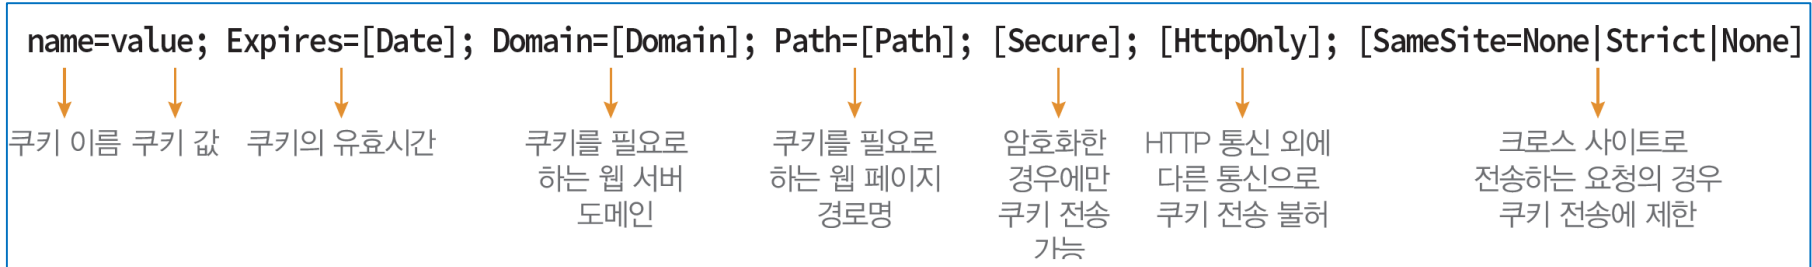 name=value; Expires=[Date]; Domain=[Domain]; Path=[Path]; [Secure]; [HttpOnly]; [SameSite=None|Strict|None]
쿠키 이름
쿠키 값
쿠키의 유효시간
쿠키를 필요로
하는 웹 서버
도메인
쿠키를 필요로
하는 웹 페이지
경로명
암호화한
경우에만
쿠키 전송
가능
HTTP 통신 외에
다른 통신으로
쿠키 전송 불허
크로스 사이트로
전송하는 요청의 경우
쿠키 전송에 제한